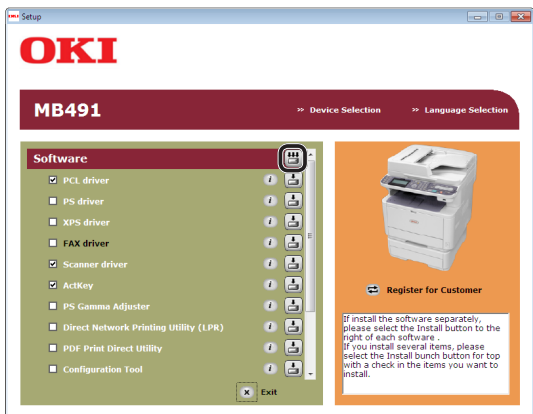 Setup
OKI
MB491
>> Device Selection
>> Language Selection
Software
PCL driver
PS driver
XPS driver
FAX driver
Scanner driver
ActKey
PS Gamma Adjuster
Direct Network Printing Utility (LPR)
PDF Print Direct Utility
Configuration Tool
Exit
Register for Customer
If install the software separately,
please select the Install button to the
right of each software .
If you install several items, please
select the Install bunch button for top
with a check in the items you want to
install.